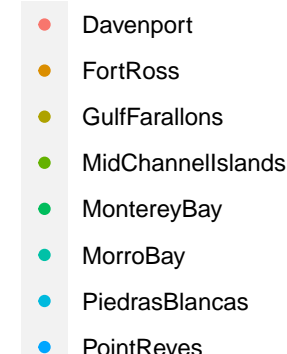 Davenport
FortRoss
GulfFarallons
MidChannelIslands
MontereyBay
MorroBay
PiedrasBlancas
PointReyes